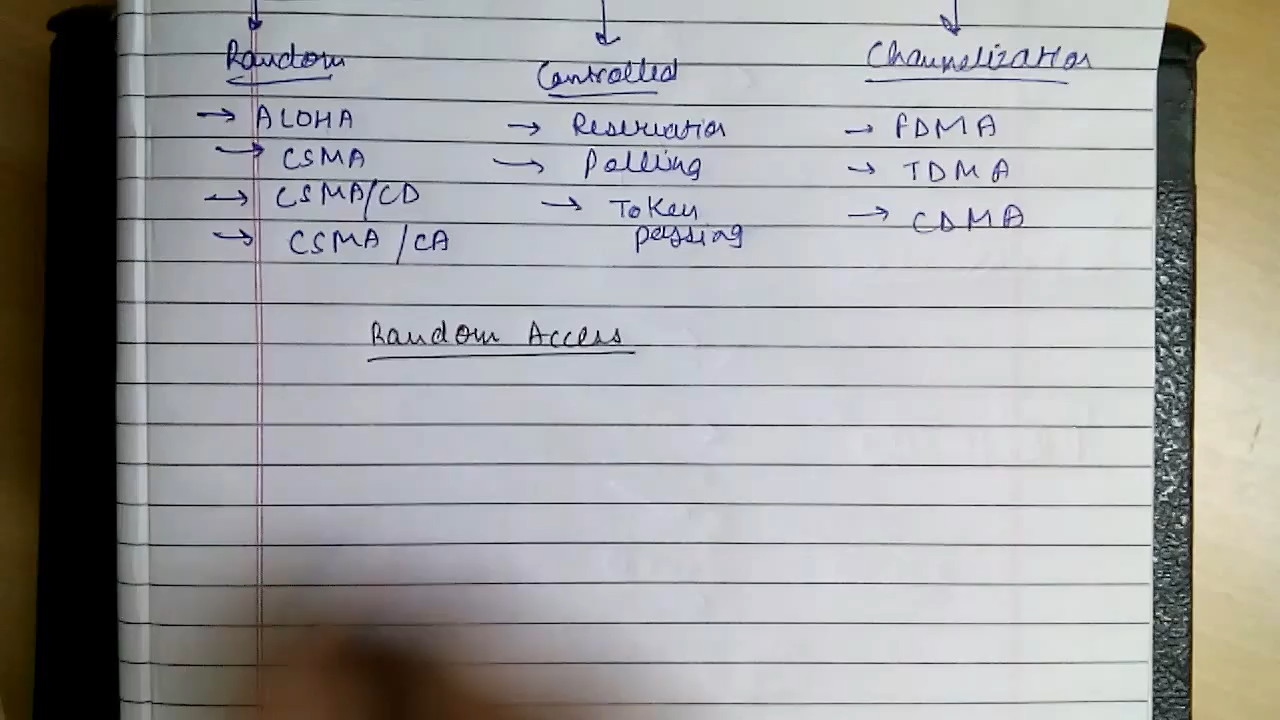 Random
Controlled
Channelization
→ ALOHA
→ CSMA
→ CSMA/CD
→ CSMA/CA
→ Reservation
→ Polling
→ Token
passing
→ FDMA
→ TDMA
→ CDMA
Random Access